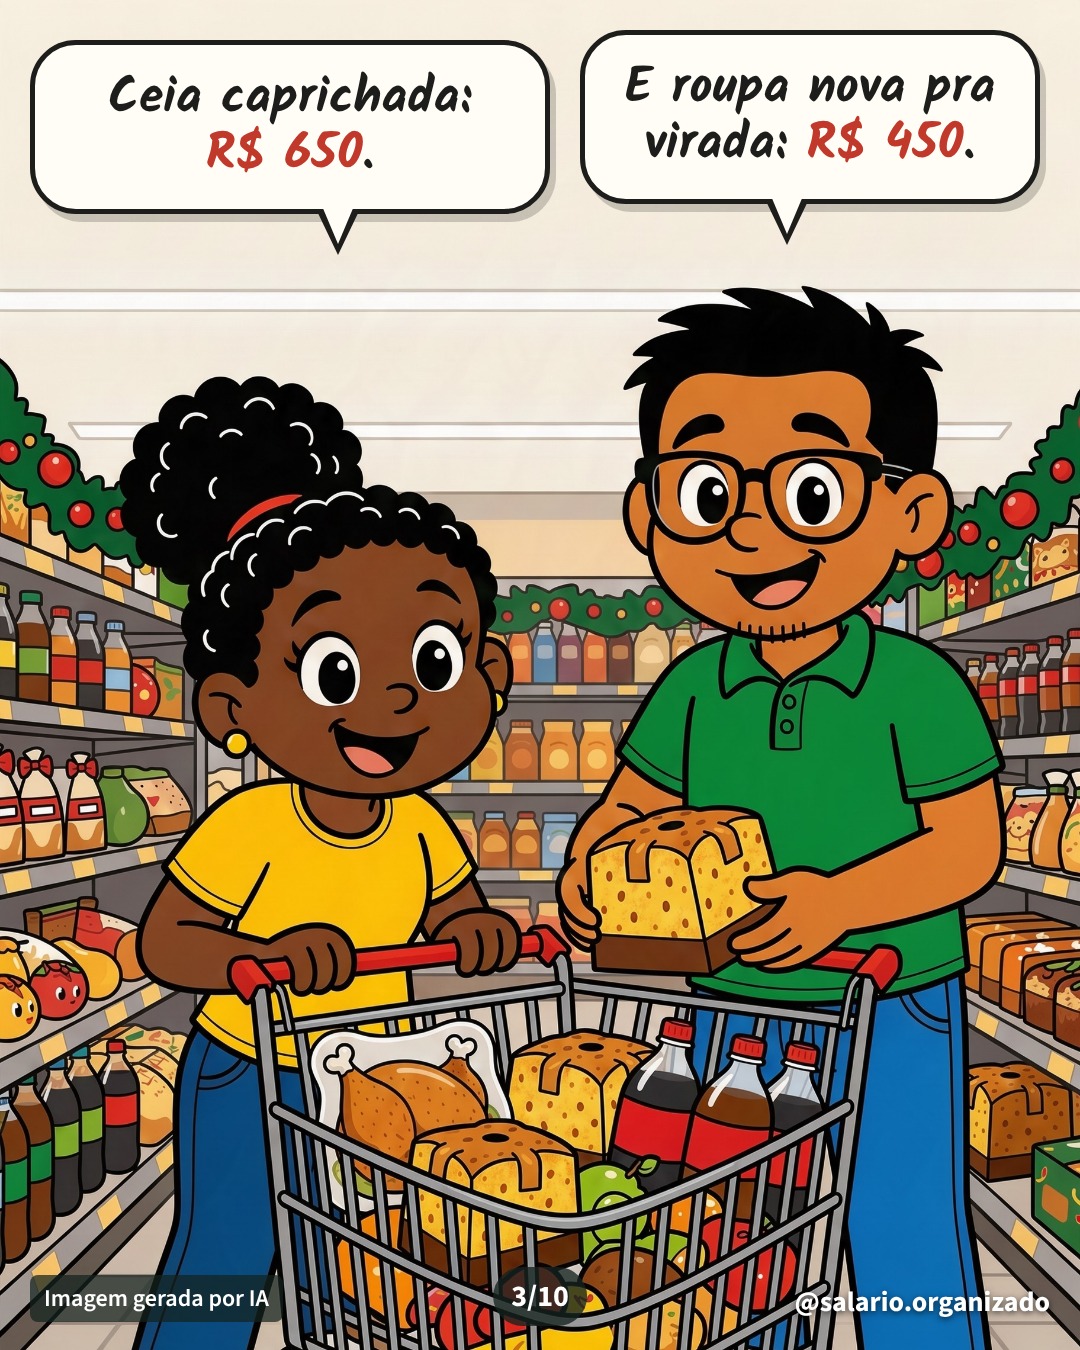 Ceia caprichada:
R$ 650.
E roupa nova pra
virada: R$ 450.
Imagem gerada por IA
3/10
@salario.organizado